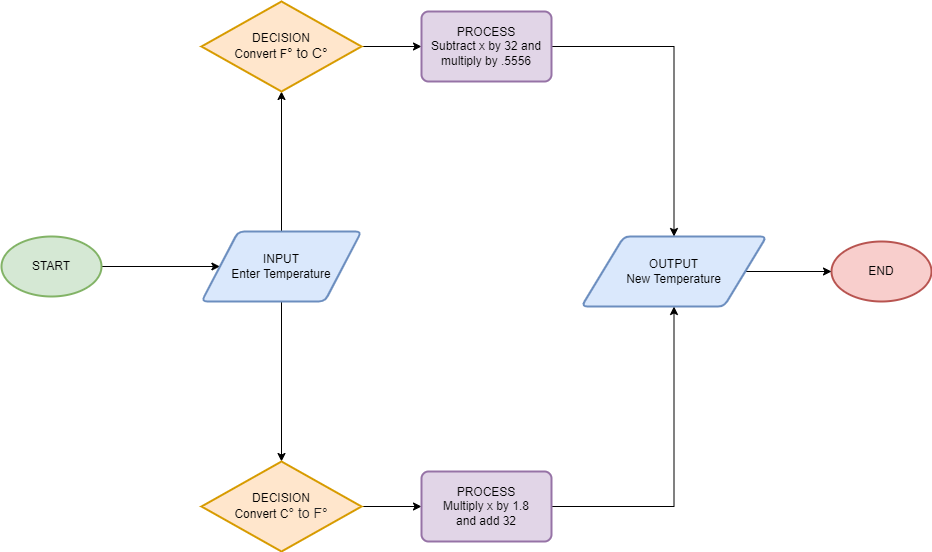 DECISION
Convert F° to C°
PROCESS
Subtract x by 32 and
multiply by .5556
START
INPUT
Enter Temperature
OUTPUT
New Temperature
END
DECISION
Convert C° to F°
PROCESS
Multiply x by 1.8
and add 32